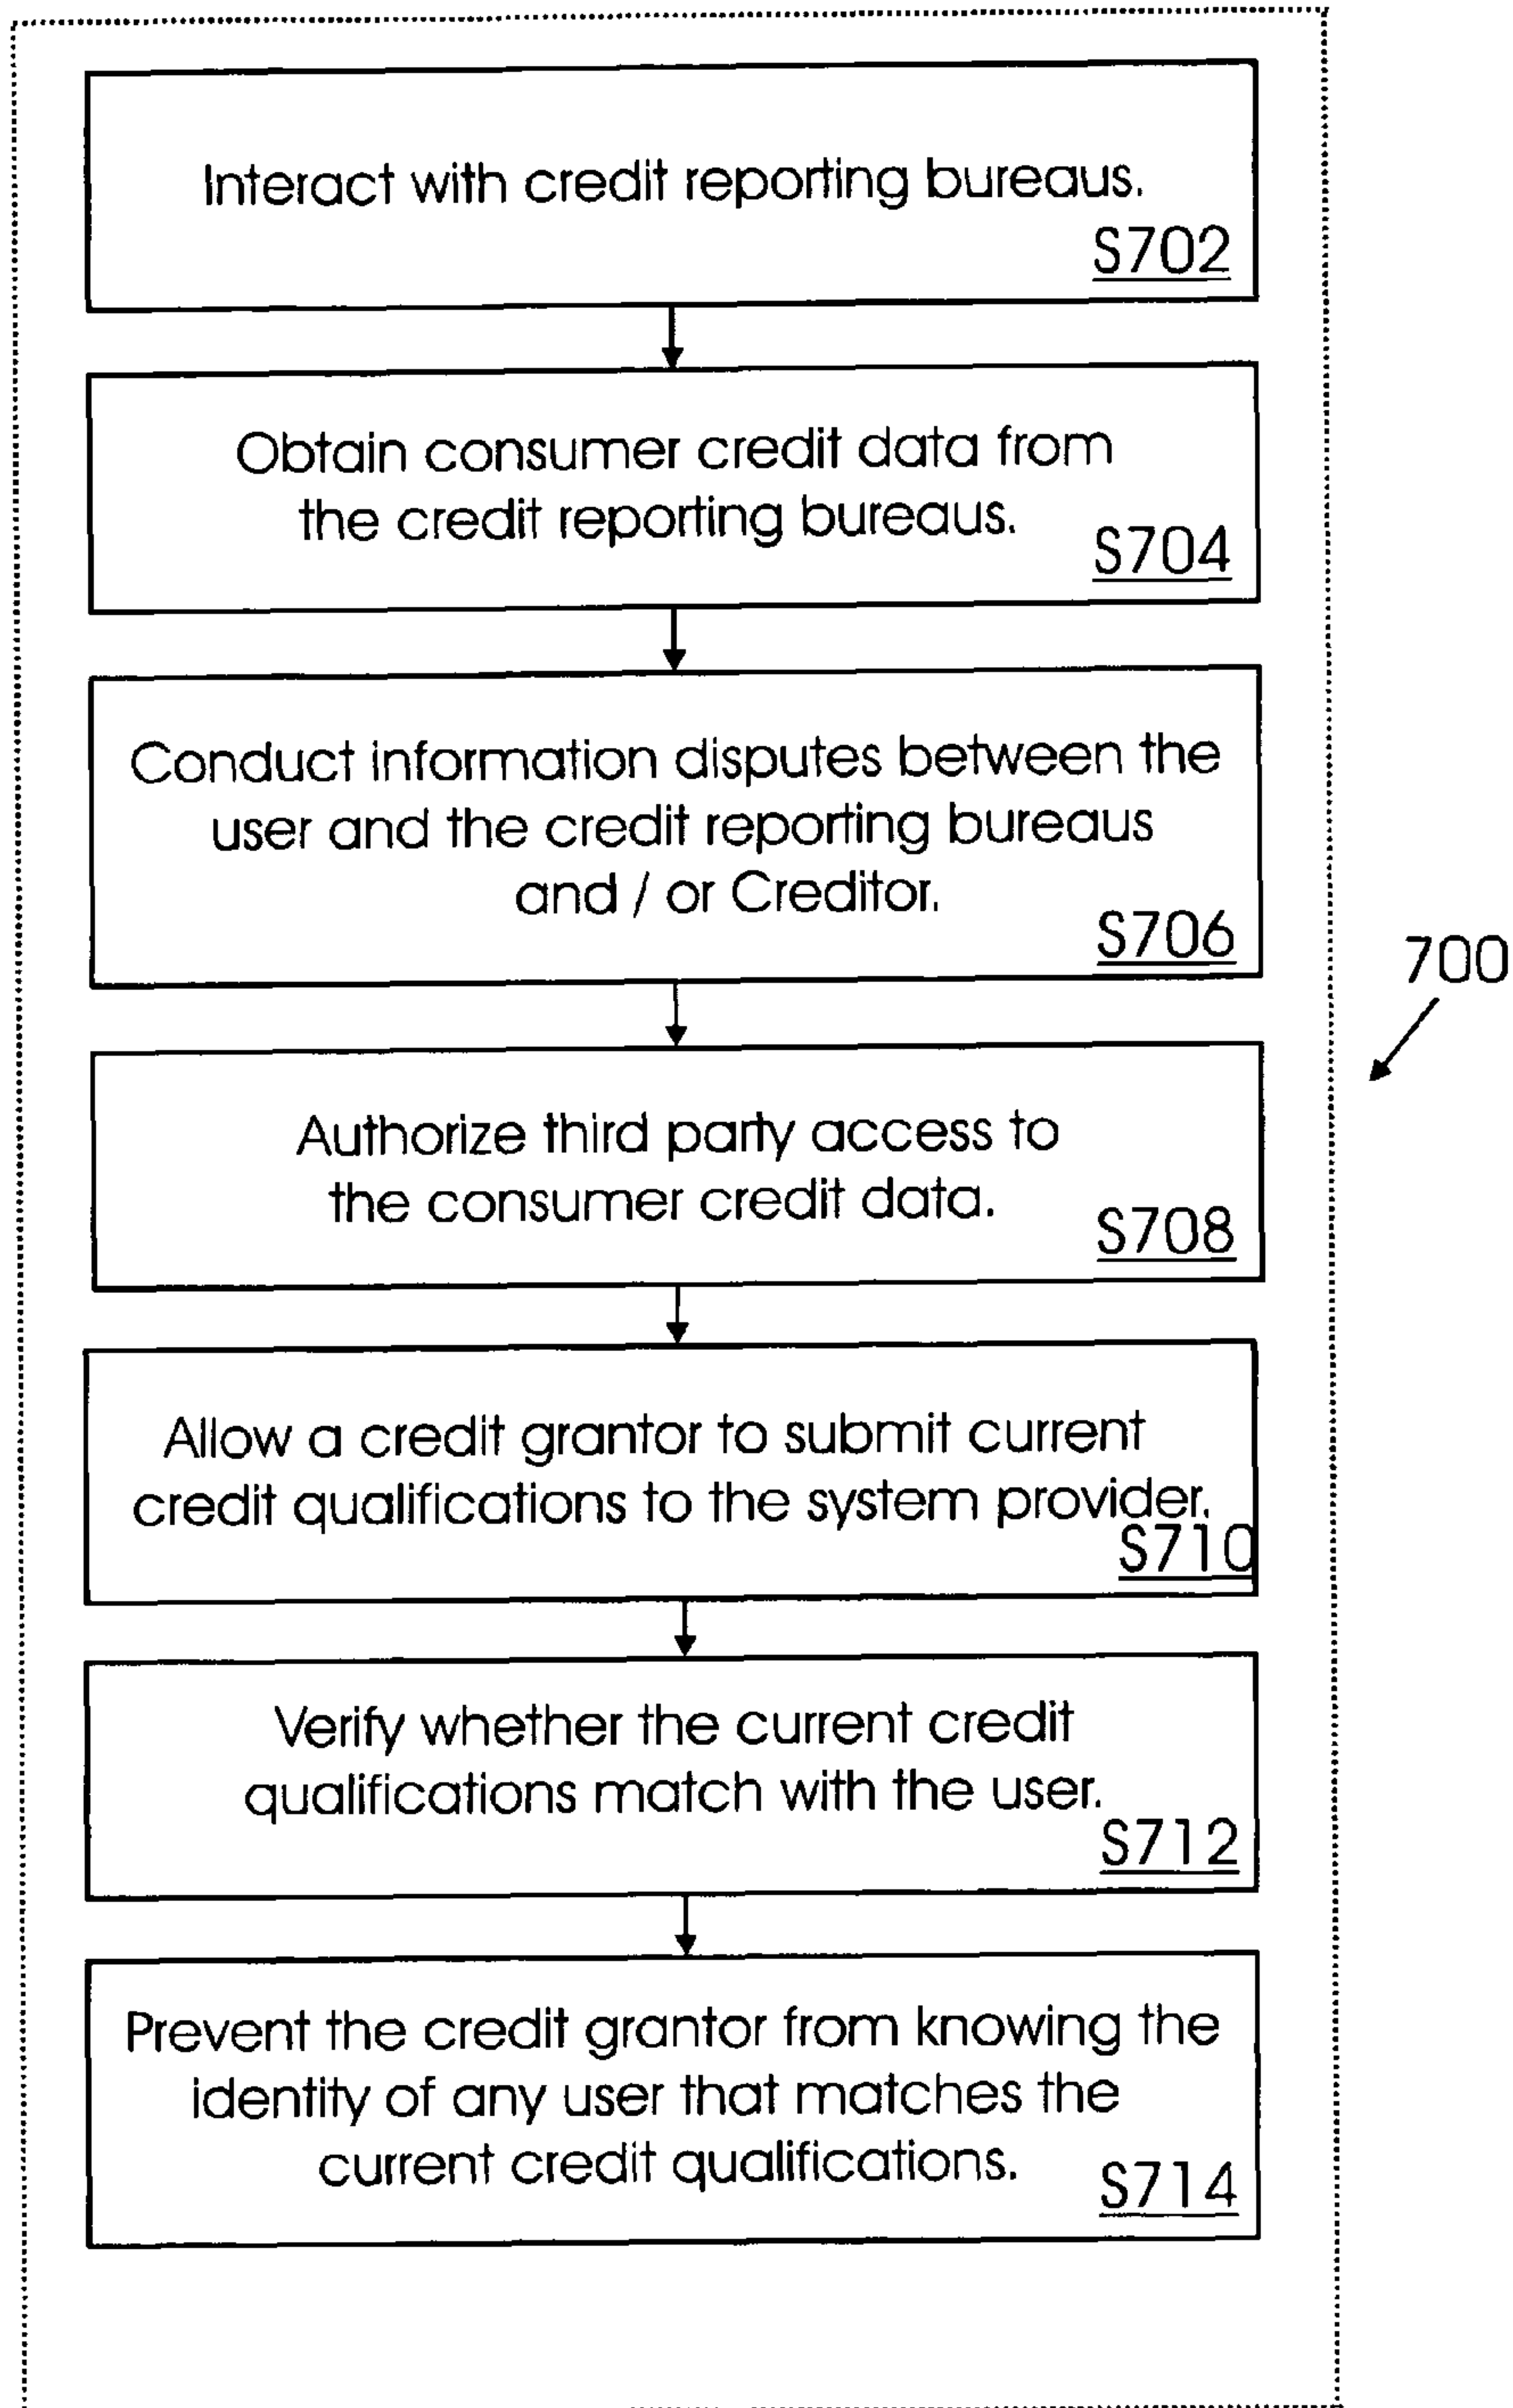 Interact with credit reporting bureaus.
S702
Obtain consumer credit data from
the credit reporting bureaus.
S704
Conduct information disputes between the
user and the credit reporting bureaus
and / or Creditor.
S706
700
Authorize third party access to
the consumer credit data.
S708
Allow a credit grantor to submit current
credit qualifications to the system provider.
S710
Verify whether the current credit
qualifications match with the user.
S712
Prevent the credit grantor from knowing the
identity of any user that matches the
current credit qualifications.
S714